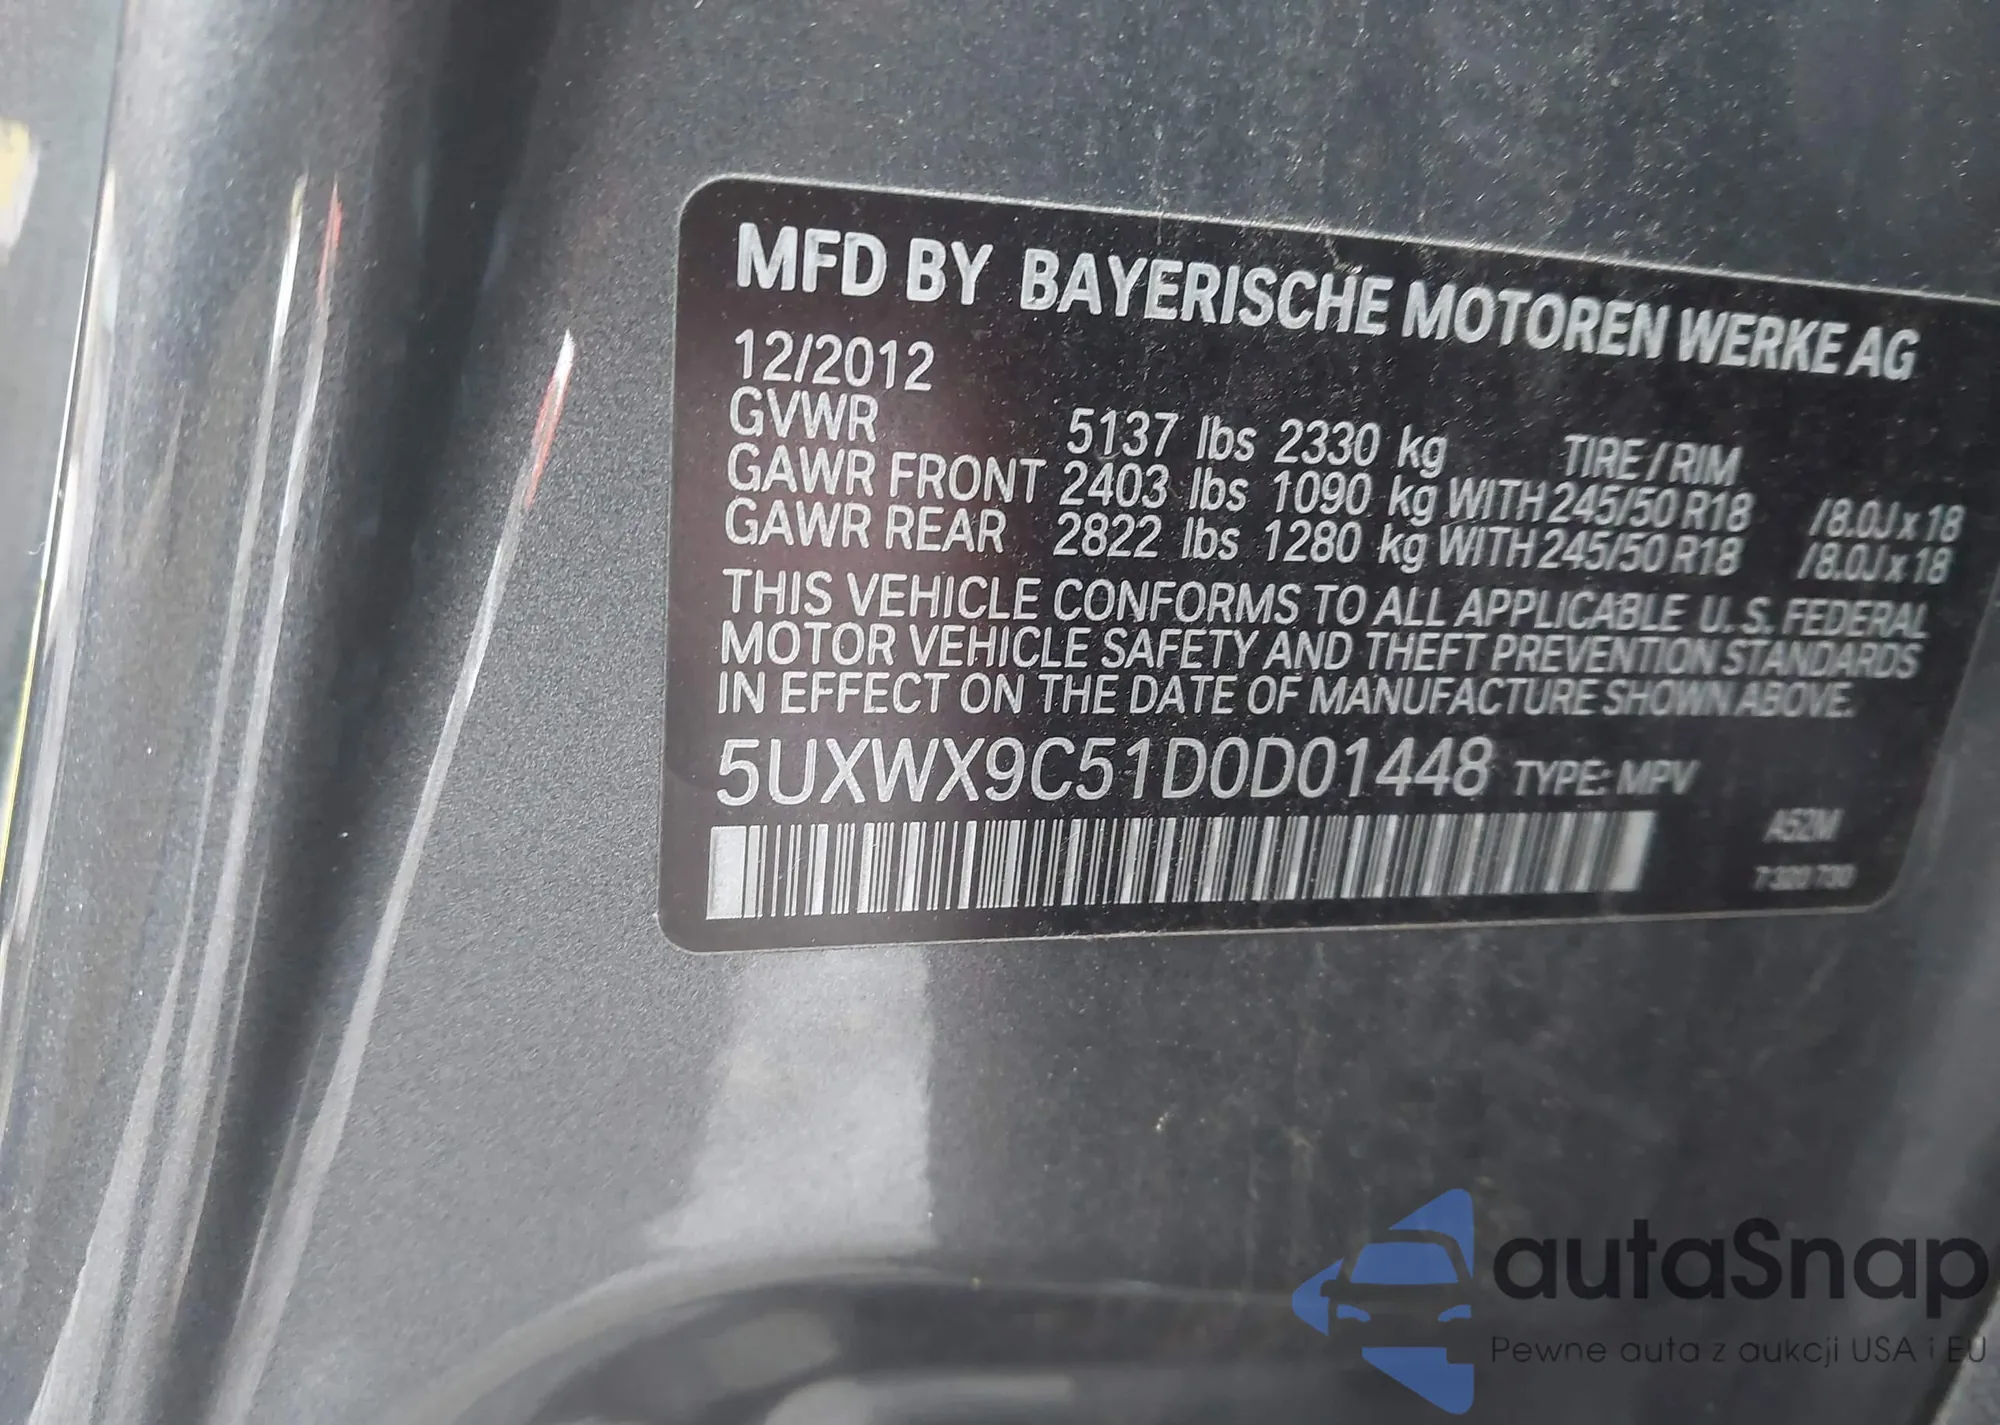 MFD BY BAYERISCHE MOTOREN WERKE AG
12/2012
GVWR 5137 lbs 2330 kg TIRE / RIM
GAWR FRONT 2403 lbs 1090 kg WITH 245/50 R18 / 8.0J x 18
GAWR REAR 2822 lbs 1280 kg WITH 245/50 R18 / 8.0J x 18
THIS VEHICLE CONFORMS TO ALL APPLICABLE U. S. FEDERAL
MOTOR VEHICLE SAFETY AND THEFT PREVENTION STANDARDS
IN EFFECT ON THE DATE OF MANUFACTURE SHOWN ABOVE.
5UXWX9C51D0D01448 TYPE: MPV
A52M
autaSnap
Pewne auta z aukcji USA i EU